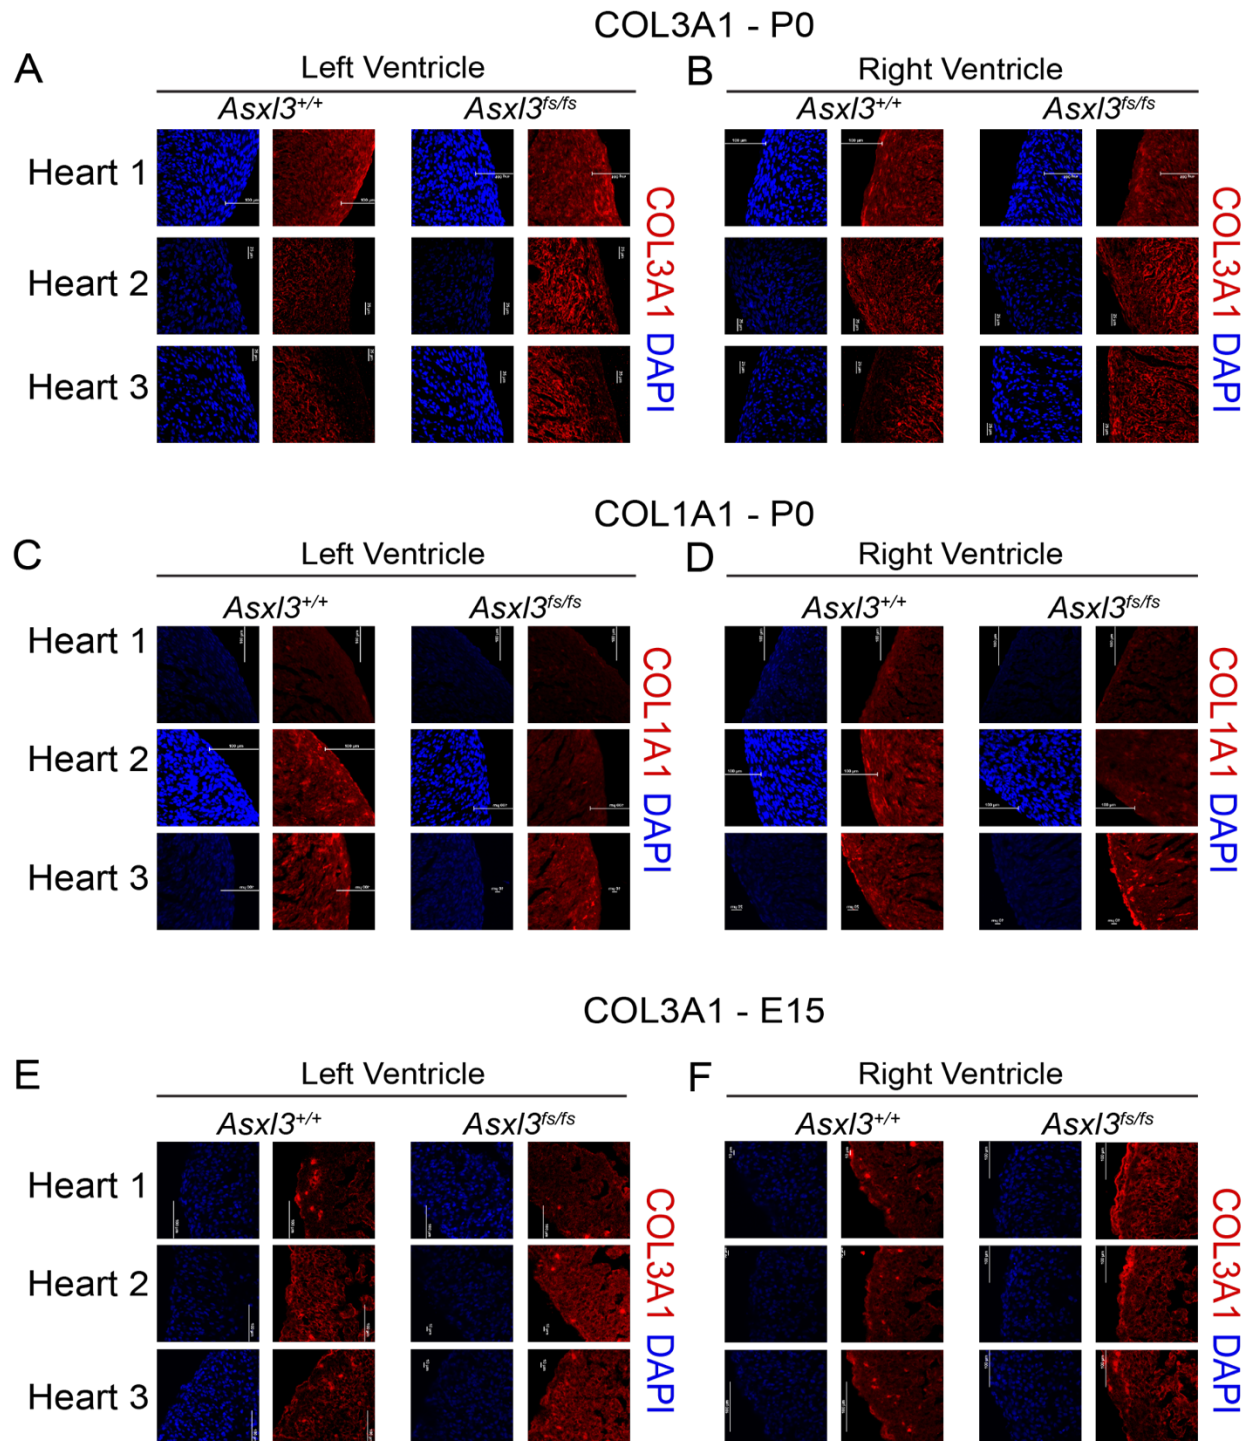 COL3A1 - P0
A Left Ventricle B Right Ventricle
Asxl3+/+ Asxl3fs/fs Asxl3+/+ Asxl3fs/fs
Heart 1
Heart 2
Heart 3
COL3A1 DAPI
COL3A1 DAPI
COL1A1 - P0
C Left Ventricle D Right Ventricle
Asxl3+/+ Asxl3fs/fs Asxl3+/+ Asxl3fs/fs
Heart 1
Heart 2
Heart 3
COL1A1 DAPI
COL1A1 DAPI
COL3A1 - E15
E Left Ventricle F Right Ventricle
Asxl3+/+ Asxl3fs/fs Asxl3+/+ Asxl3fs/fs
Heart 1
Heart 2
Heart 3
COL3A1 DAPI
COL3A1 DAPI